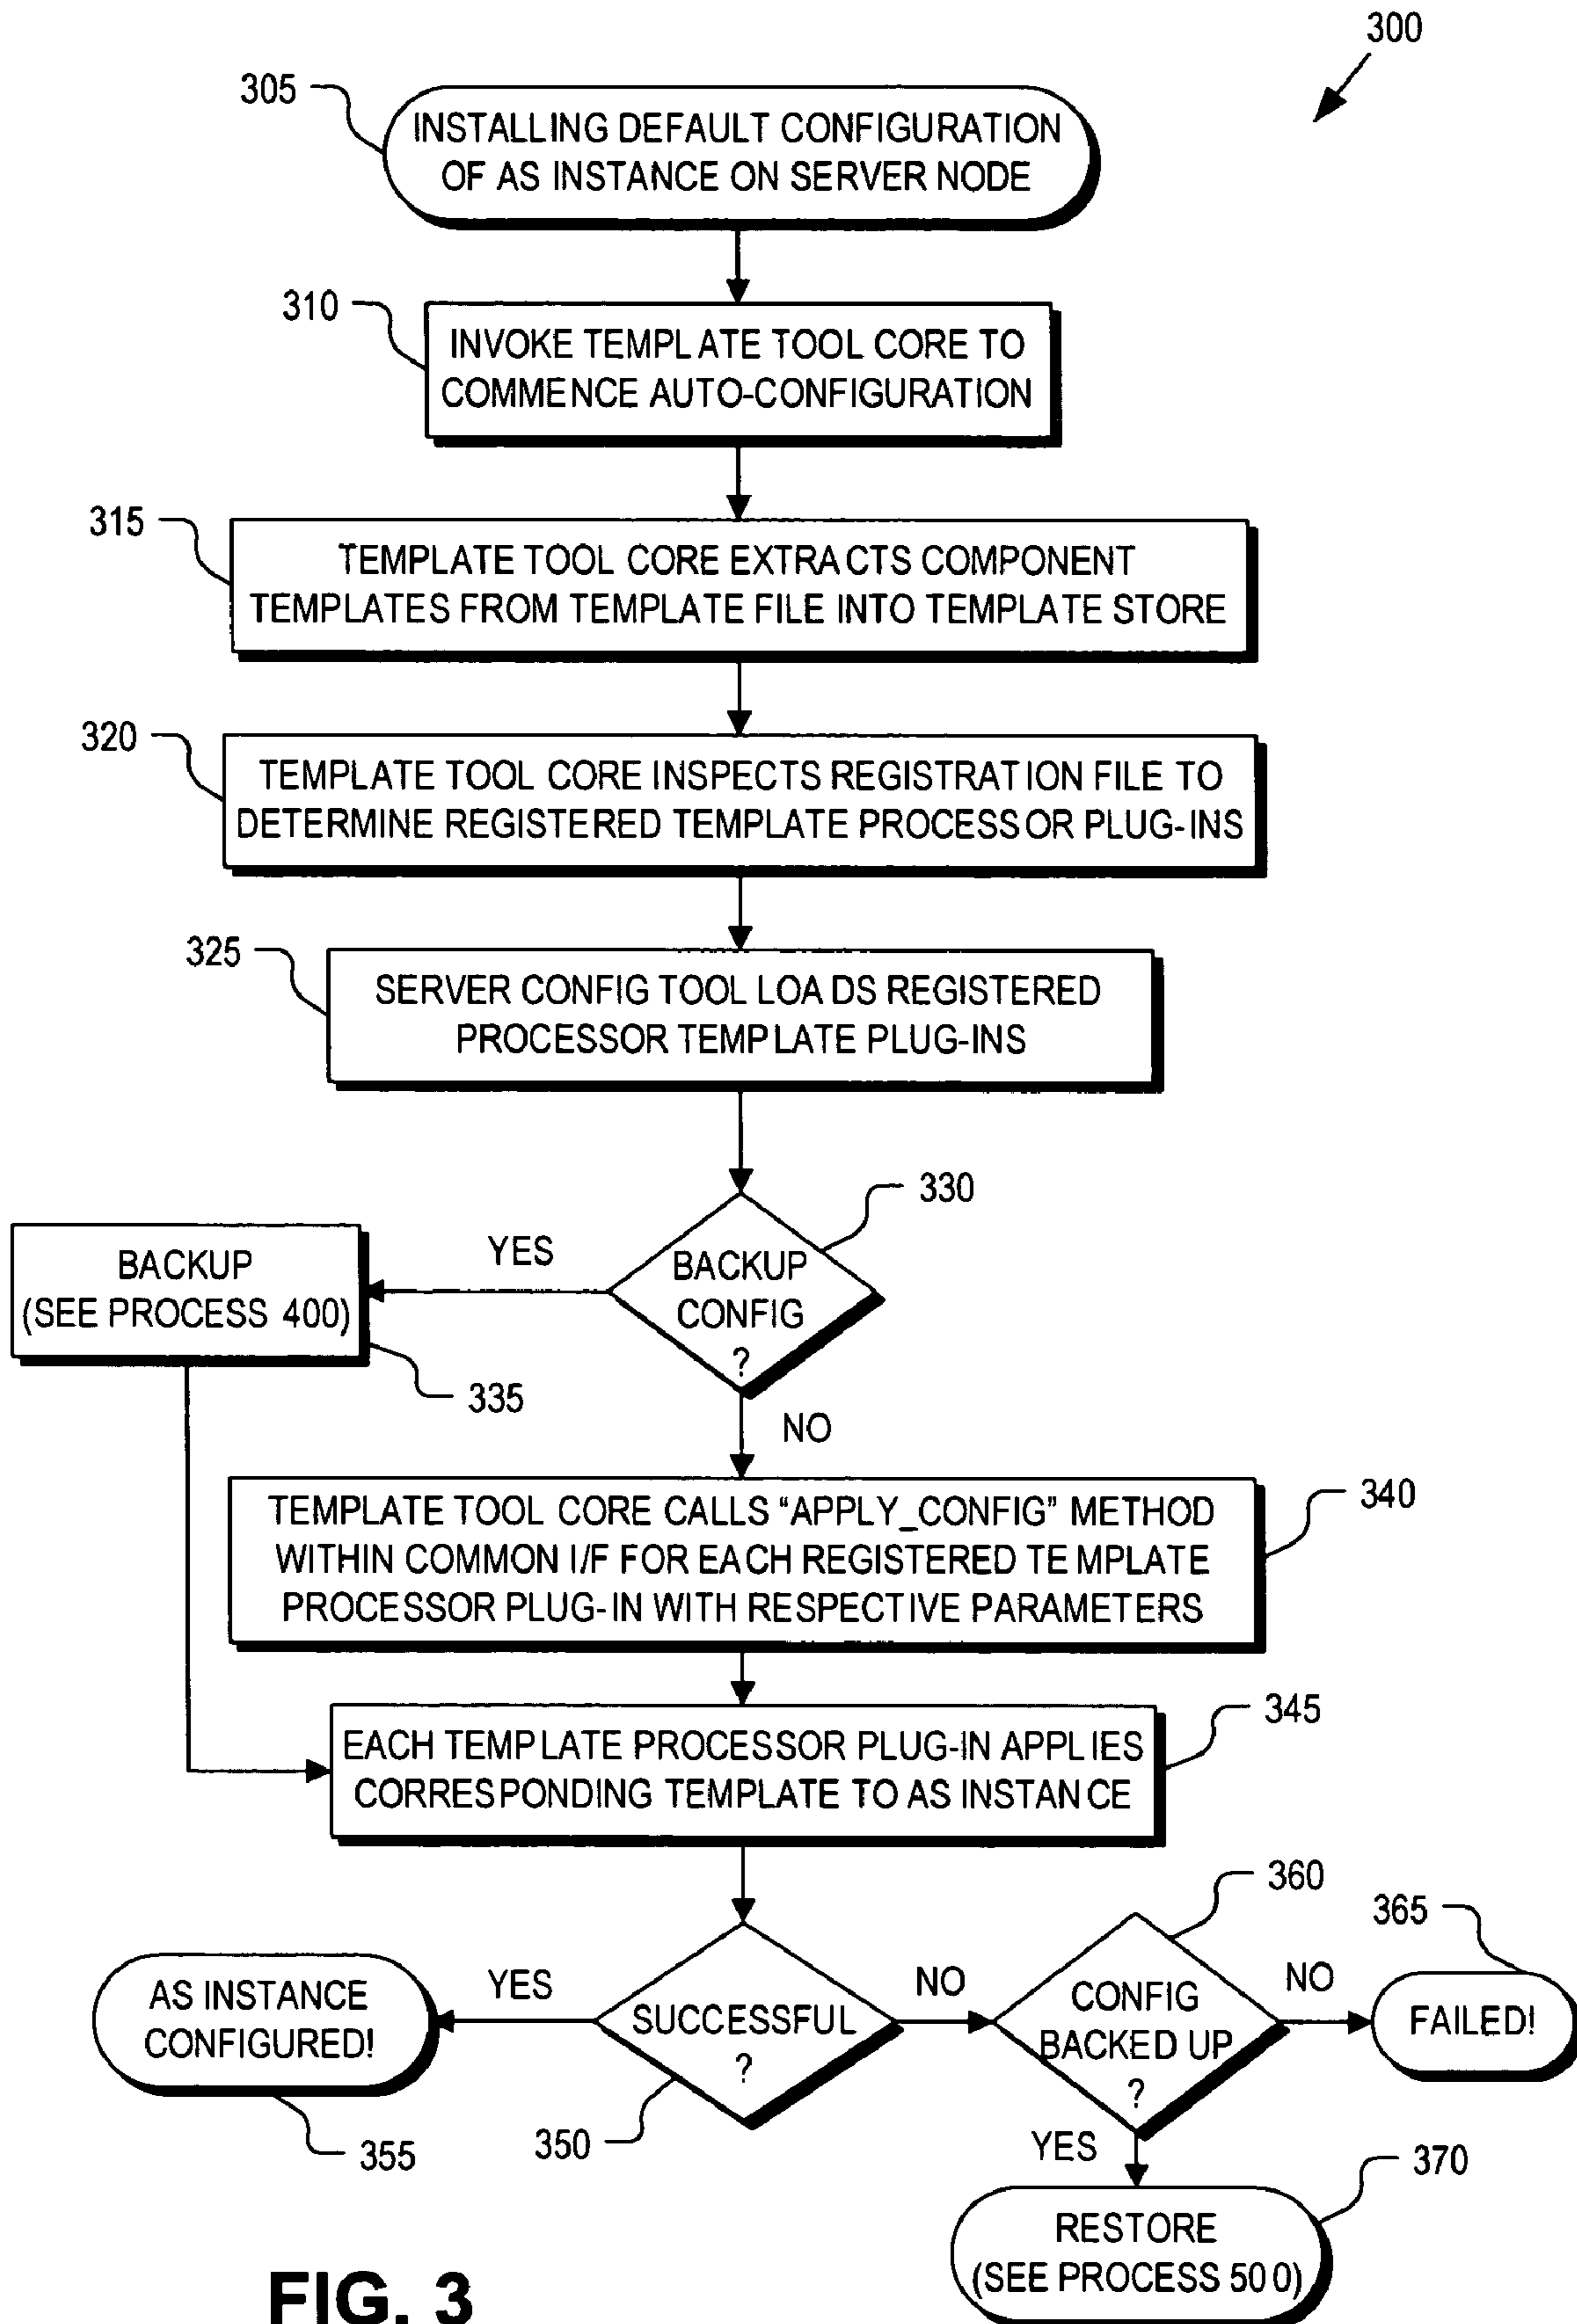 300
305
INSTALLING DEFAULT CONFIGURATION
OF AS INSTANCE ON SERVER NODE
310
INVOKE TEMPLATE TOOL CORE TO
COMMENCE AUTO-CONFIGURATION
315
TEMPLATE TOOL CORE EXTRACTS COMPONENT
TEMPLATES FROM TEMPLATE FILE INTO TEMPLATE STORE
320
TEMPLATE TOOL CORE INSPECTS REGISTRATION FILE TO
DETERMINE REGISTERED TEMPLATE PROCESSOR PLUG-INS
325
SERVER CONFIG TOOL LOADS REGISTERED
PROCESSOR TEMPLATE PLUG-INS
330
BACKUP
CONFIG
?
YES
BACKUP
(SEE PROCESS 400)
335
NO
340
TEMPLATE TOOL CORE CALLS “APPLY_CONFIG” METHOD
WITHIN COMMON I/F FOR EACH REGISTERED TEMPLATE
PROCESSOR PLUG-IN WITH RESPECTIVE PARAMETERS
345
EACH TEMPLATE PROCESSOR PLUG-IN APPLIES
CORRESPONDING TEMPLATE TO AS INSTANCE
SUCCESSFUL
?
350
YES
AS INSTANCE
CONFIGURED!
355
NO
360
CONFIG
BACKED UP
?
NO
365
FAILED!
YES
370
RESTORE
(SEE PROCESS 500)
FIG. 3